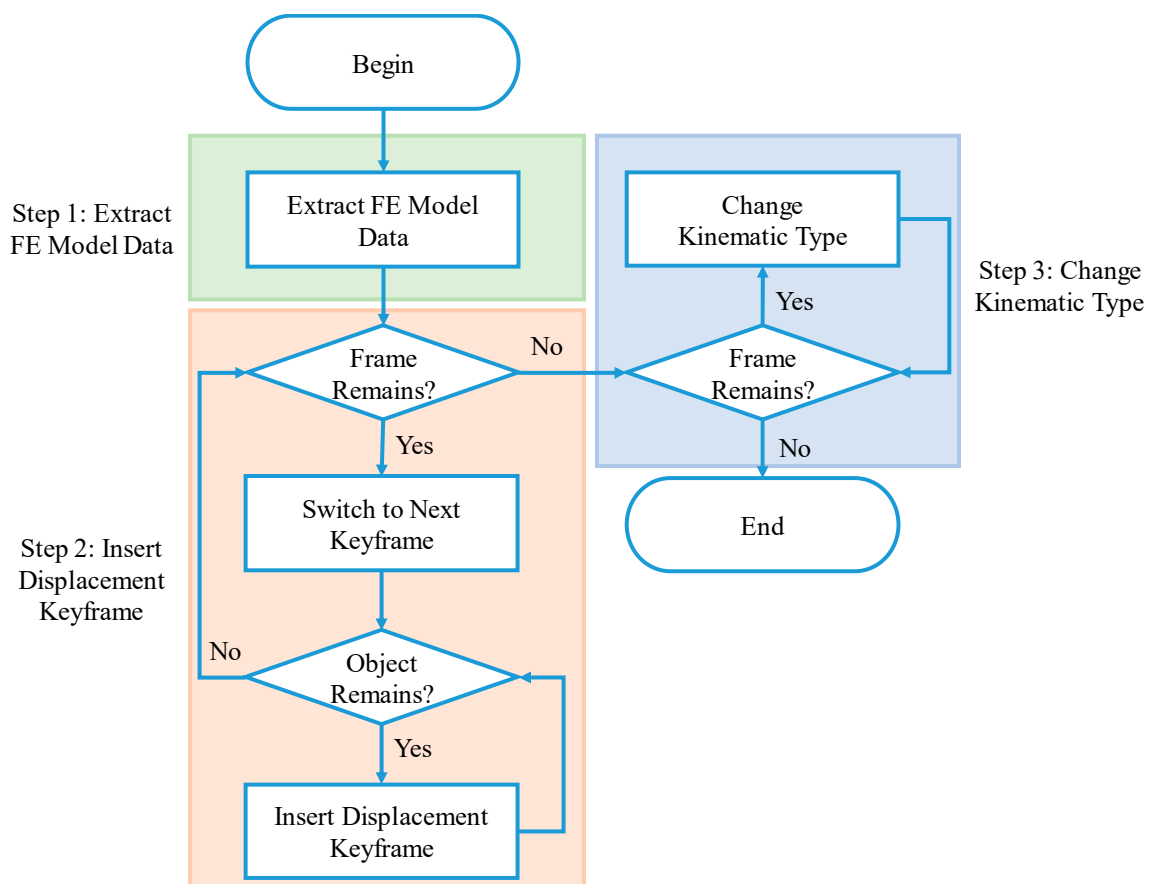 Begin
Step 1: Extract
FE Model Data
Extract FE Model
Data
Change
Kinematic Type
Step 3: Change
Kinematic Type
Yes
Frame
Remains?
No
Frame
Remains?
Yes
No
Switch to Next
Keyframe
End
Step 2: Insert
Displacement
Keyframe
No
Object
Remains?
Yes
Insert Displacement
Keyframe